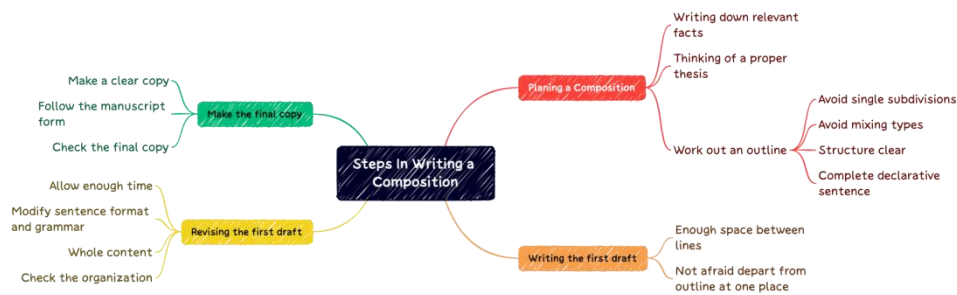 Steps In Writing a
Composition
Planing a Composition
Writing down relevant
facts
Thinking of a proper
thesis
Work out an outline
Avoid single subdivisions
Avoid mixing types
Structure clear
Complete declarative
sentence
Writing the first draft
Enough space between
lines
Not afraid depart from
outline at one place
Revising the first draft
Allow enough time
Modify sentence format
and grammar
Whole content
Check the organization
Make the final copy
Make a clear copy
Follow the manuscript
form
Check the final copy